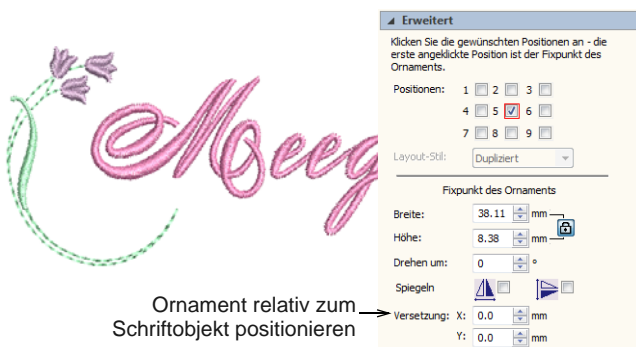 Erweitert
Klicken Sie die gewünschten Positionen an - die
erste angeklickte Position ist der Fixpunkt des
Ornaments.
Positionen: 1 2 3
4 5 6
7 8 9
Layout-Stil: Dupliziert
Fixpunkt des Ornaments
Breite: 38.11 mm
Höhe: 8.38 mm
Drehen um: 0 °
Spiegeln
Versetzung: X: 0.0 mm
Y: 0.0 mm
Meeg
Ornament relativ zum
Schriftobjekt positionieren